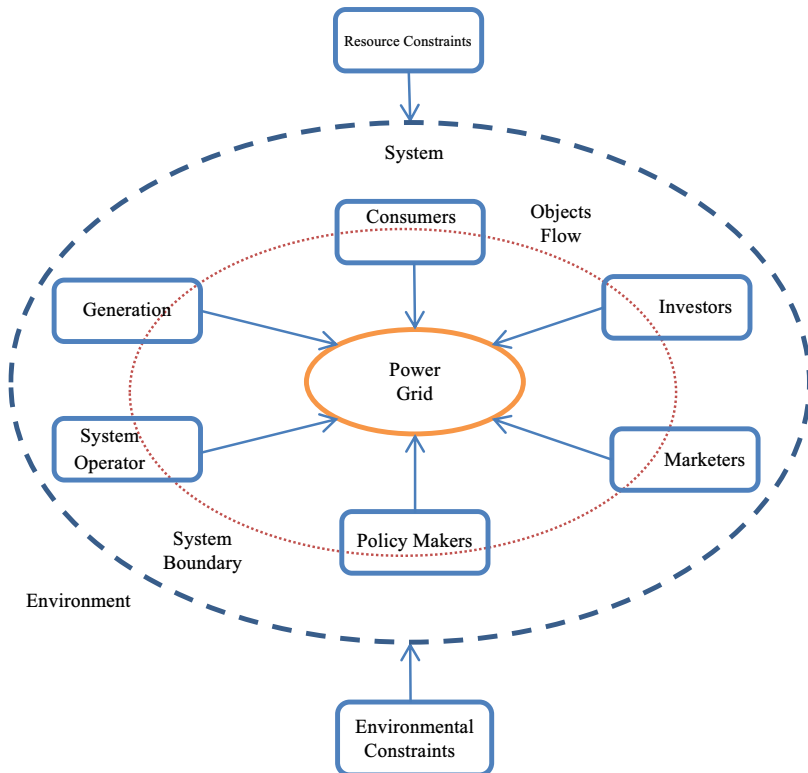 Resource Constraints
System
Consumers
Objects
Flow
Generation
Investors
Power
Grid
System
Operator
Marketers
System
Boundary
Policy Makers
Environment
Environmental
Constraints